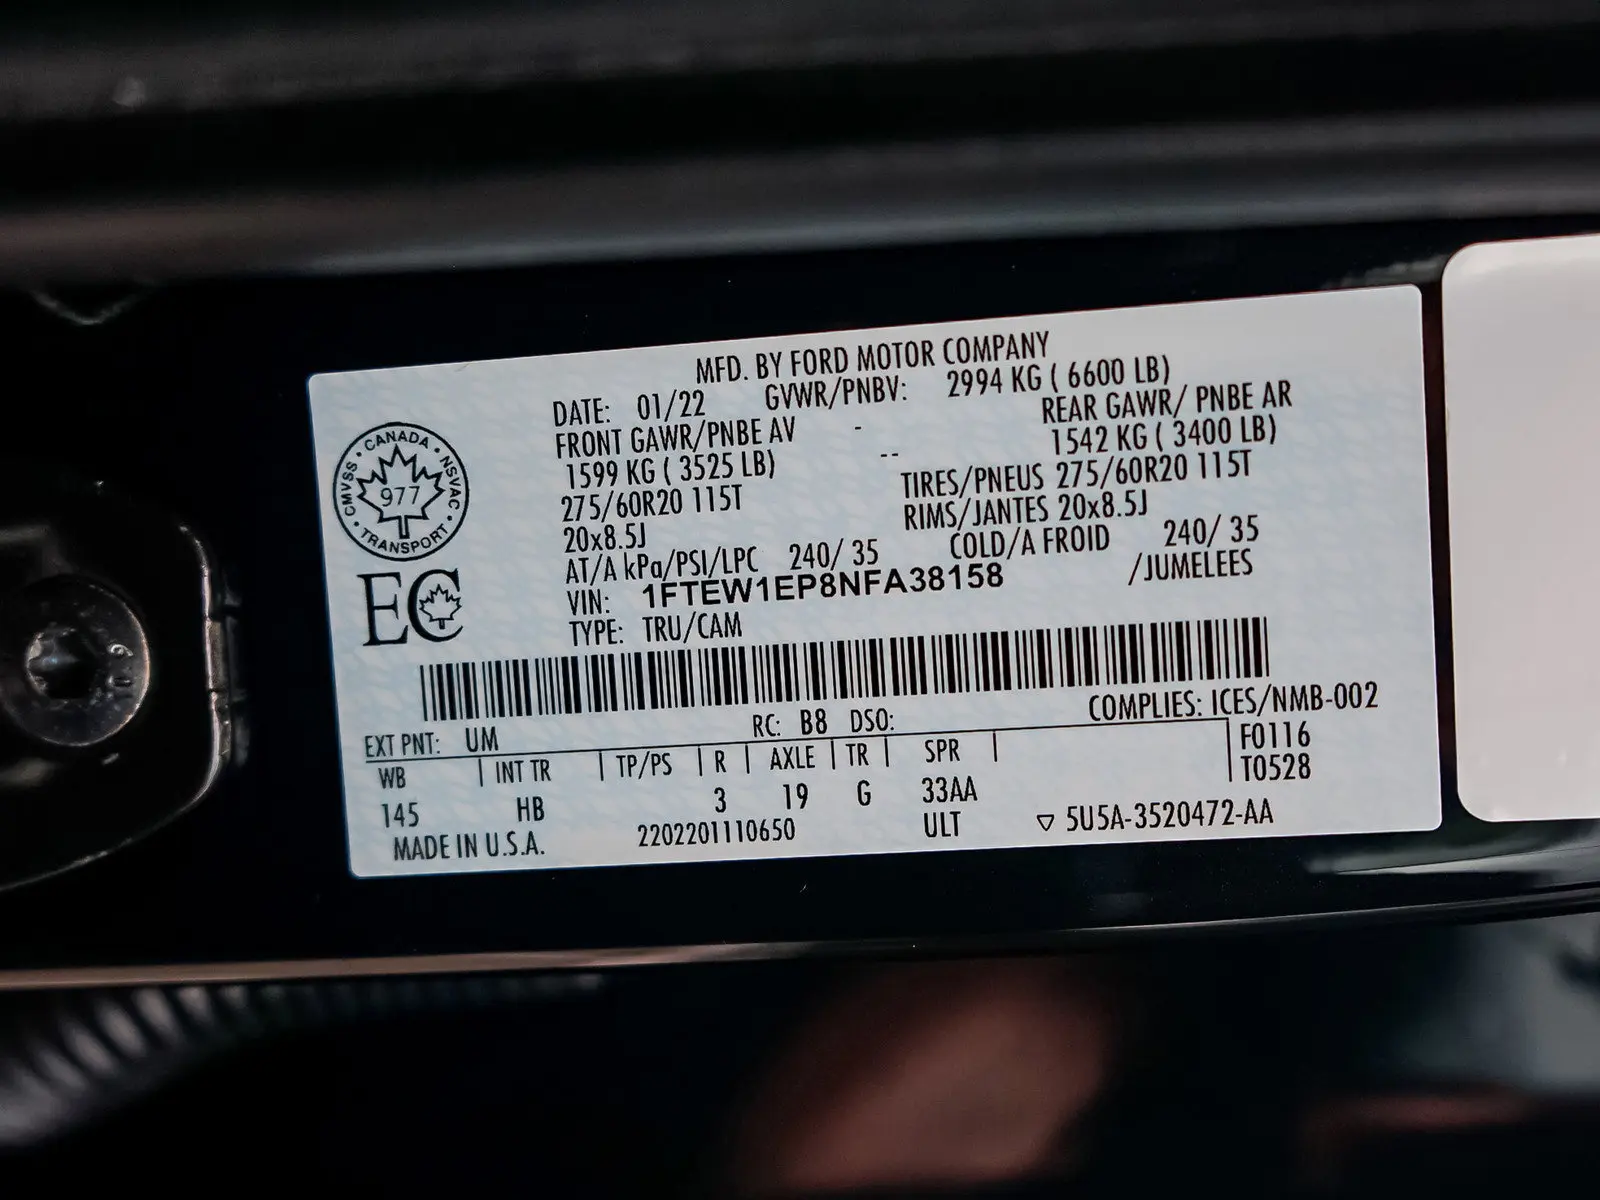 MFD. BY FORD MOTOR COMPANY
DATE: 01/22 GVWR/PNBV: 2994 KG ( 6600 LB)
FRONT GAWR/PNBE AV - REAR GAWR/ PNBE AR
1599 KG ( 3525 LB) -- 1542 KG ( 3400 LB)
275/60R20 115T TIRES/PNEUS 275/60R20 115T
20x8.5J RIMS/JANTES 20x8.5J
AT/A kPa/PSI/LPC 240/ 35 COLD/A FROID 240/ 35
VIN: 1FTEW1EP8NFA38158 /JUMELEES
TYPE: TRU/CAM
CMVSS • CANADA • NSVAC • TRANSPORT •
977
EC
COMPLIES: ICES/NMB-002
EXT PNT: UM RC: B8 DSO:
F0116
WB INT TR TP/PS R AXLE TR SPR
T0528
145 HB 3 19 G 33AA
MADE IN U.S.A. 2202201110650 ULT ▽ 5U5A-3520472-AA